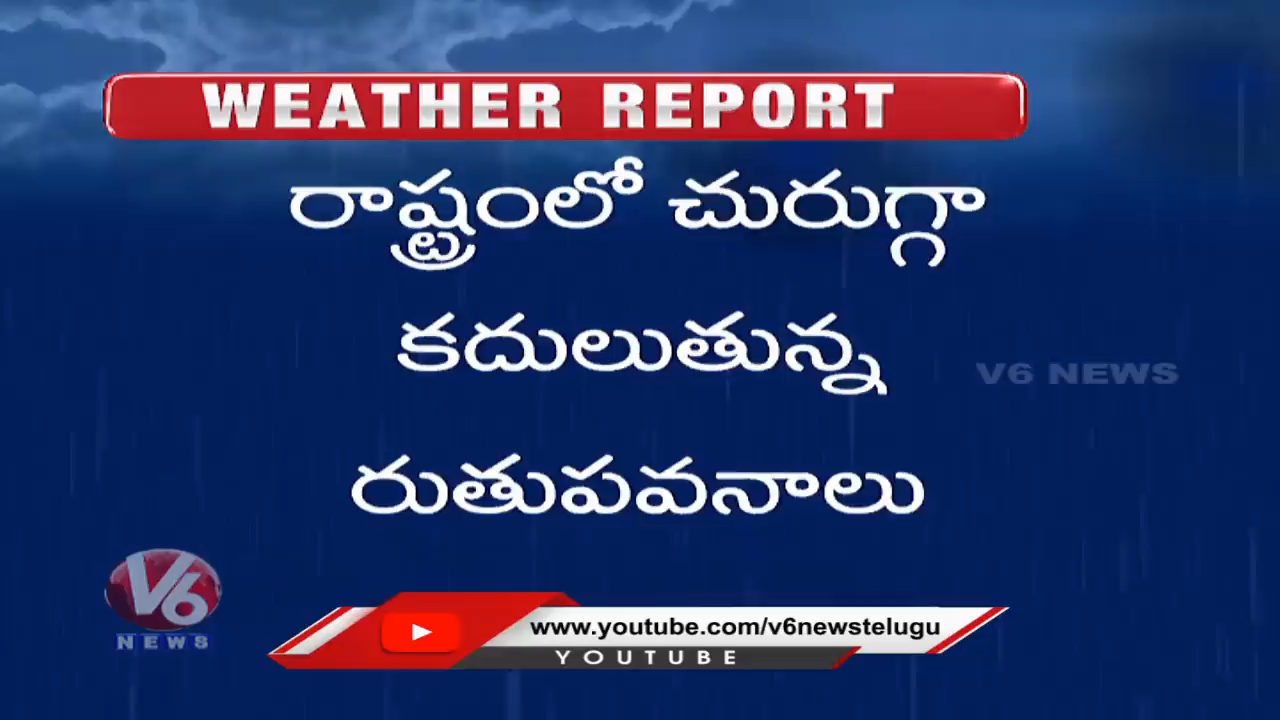 WEATHER REPORT
రాష్ట్రంలో చురుగ్గా
కదులుతున్న
V6 NEWS
రుతుపవనాలు
V6
NEWS
www.youtube.com/v6newstelugu
YOUTUBE